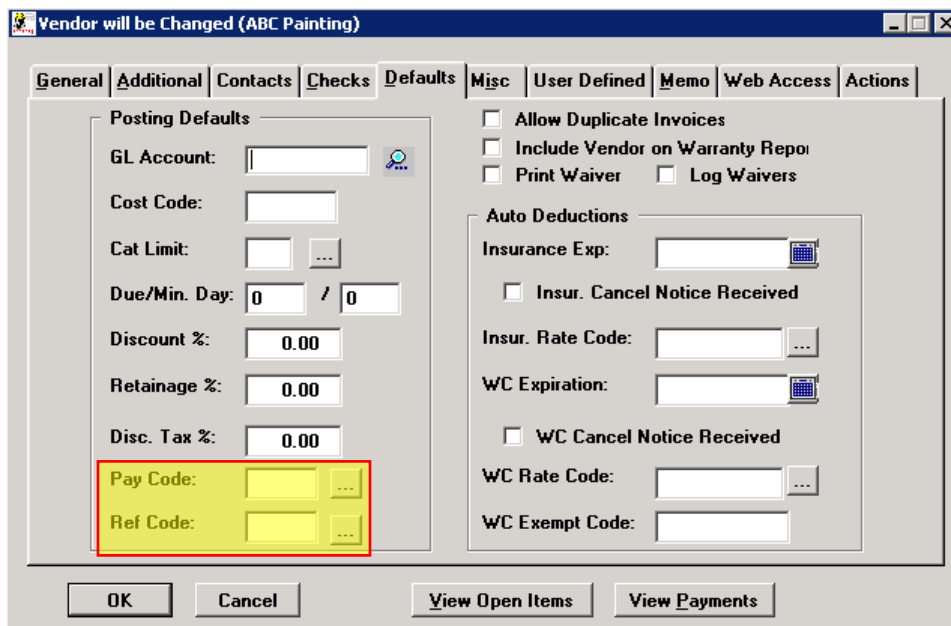 Vendor will be Changed (ABC Painting)
General Additional Contacts Checks Defaults Misc User Defined Memo Web Access Actions
Posting Defaults
GL Account:
Cost Code:
Cat Limit: ...
Due/Min. Day: 0 / 0
Discount %: 0.00
Retainage %: 0.00
Disc. Tax %: 0.00
Pay Code: ...
Ref Code: ...
Allow Duplicate Invoices
Include Vendor on Warranty Repo
Print Waiver Log Waivers
Auto Deductions
Insurance Exp:
Insur. Cancel Notice Received
Insur. Rate Code: ...
WC Expiration:
WC Cancel Notice Received
WC Rate Code: ...
WC Exempt Code:
OK Cancel View Open Items View Payments